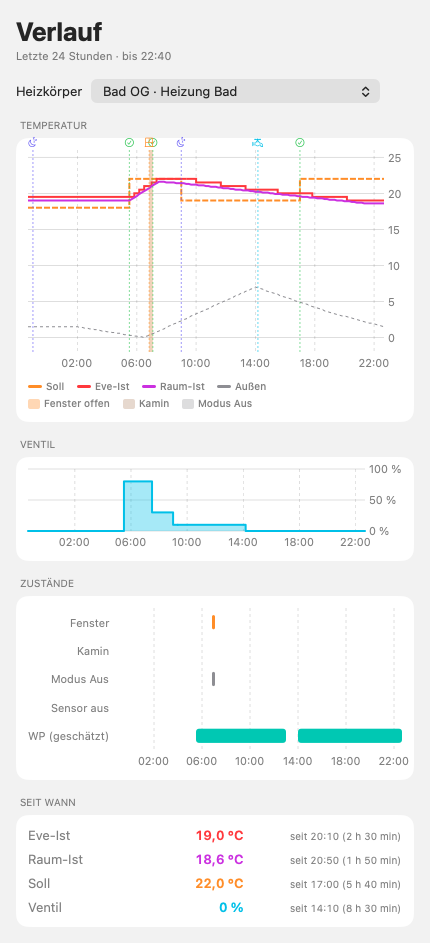 Verlauf
Letzte 24 Stunden · bis 22:40
Heizkörper Bad OG · Heizung Bad
TEMPERATUR
25
20
15
10
5
0
02:00 06:00 10:00 14:00 18:00 22:00
Soll Eve-Ist Raum-Ist Außen
Fenster offen Kamin Modus Aus
VENTIL
100 %
50 %
0 %
02:00 06:00 10:00 14:00 18:00 22:00
ZUSTÄNDE
Fenster
Kamin
Modus Aus
Sensor aus
WP (geschätzt)
02:00 06:00 10:00 14:00 18:00 22:00
SEIT WANN
Eve-Ist 19,0 °C seit 20:10 (2 h 30 min)
Raum-Ist 18,6 °C seit 20:50 (1 h 50 min)
Soll 22,0 °C seit 17:00 (5 h 40 min)
Ventil 0 % seit 14:10 (8 h 30 min)